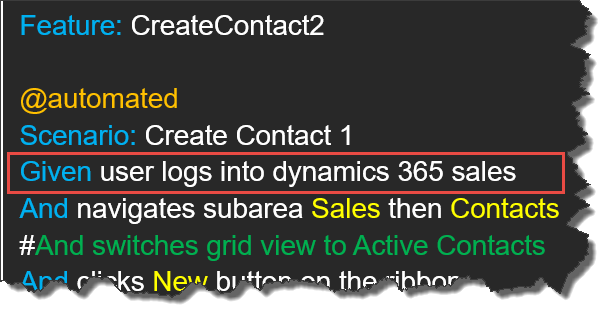 Feature: CreateContact2
@automated
Scenario: Create Contact 1
Given user logs into dynamics 365 sales
And navigates subarea Sales then Contacts
#And switches grid view to Active Contacts
And clicks New button on the ribbon